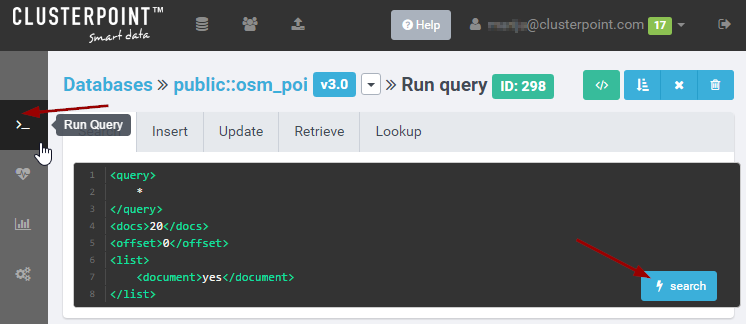 CLUSTERPOINT™
smart data
Help
@clusterpoint.com 17
Databases » public::osm_poi v3.0 » Run query ID: 298
</>
>_ Run Query
Insert Update Retrieve Lookup
1 <query>
2 *
3 </query>
4 <docs>20</docs>
5 <offset>0</offset>
6 <list>
7 <document>yes</document>
8 </list>
search